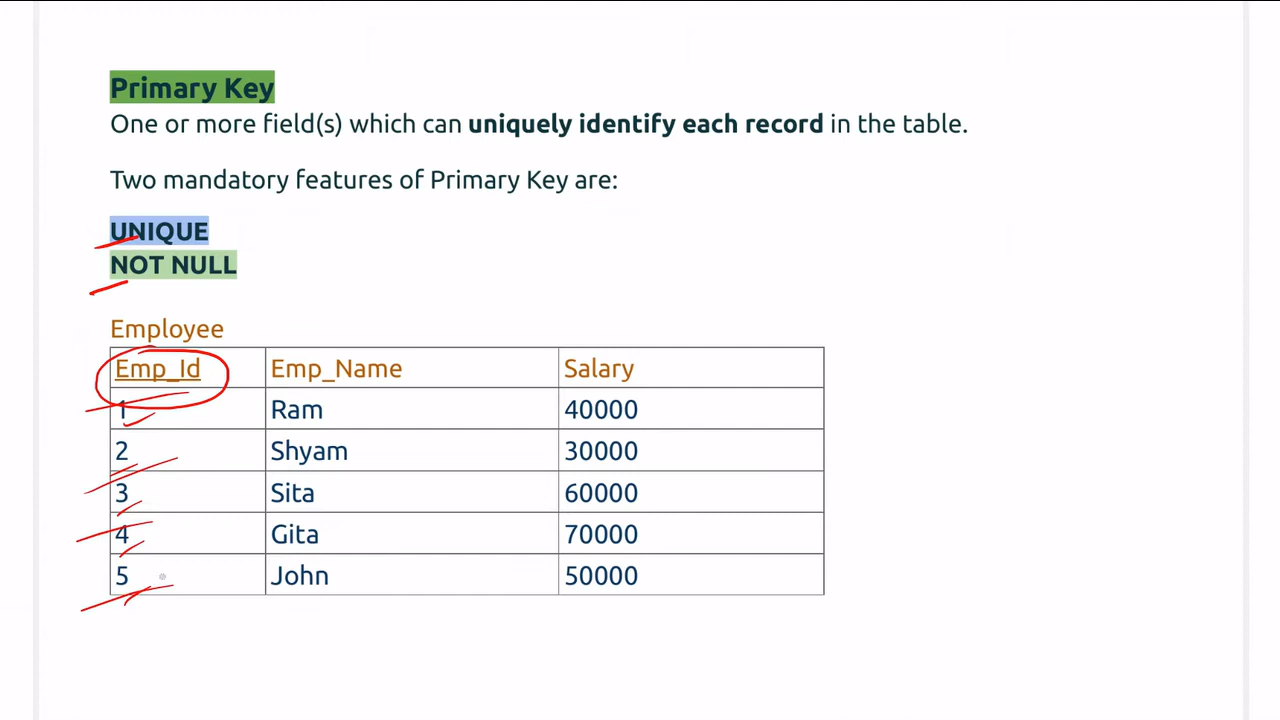 Primary Key
One or more field(s) which can uniquely identify each record in the table.
Two mandatory features of Primary Key are:
UNIQUE
NOT NULL
Employee
Emp_Id Emp_Name Salary
1 Ram 40000
2 Shyam 30000
3 Sita 60000
4 Gita 70000
5 John 50000